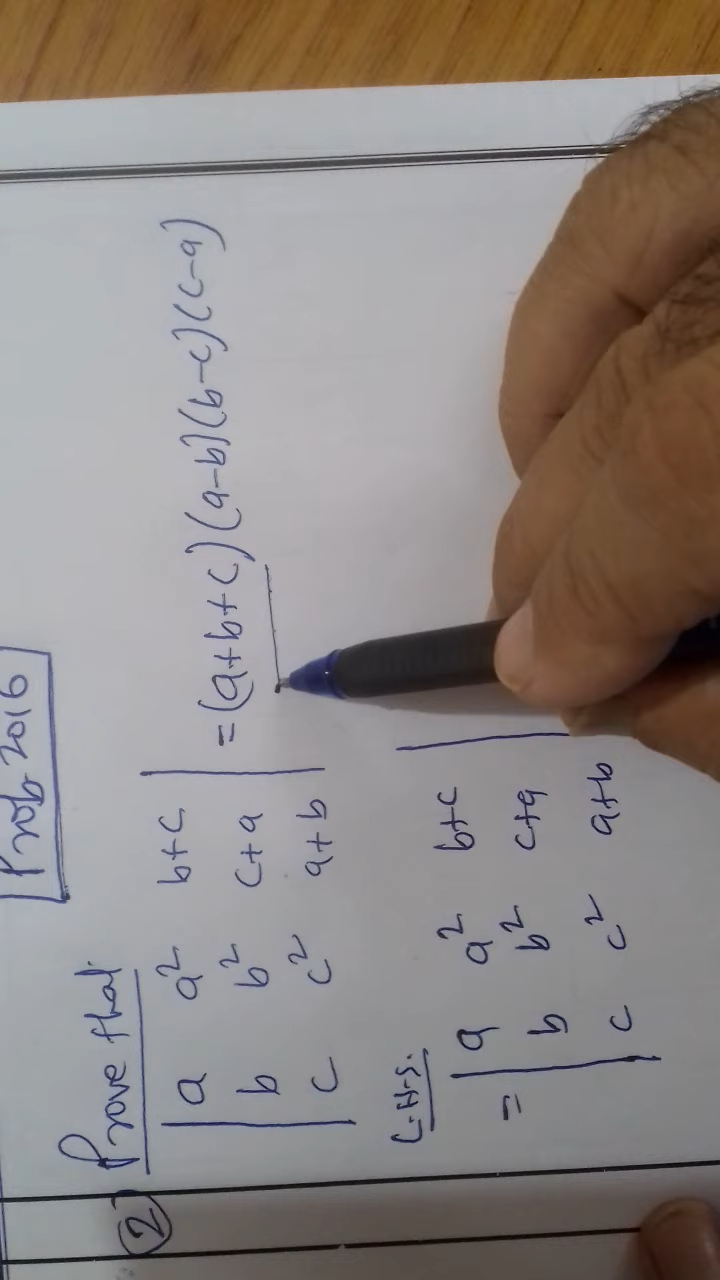 Prob 2016
② Prove that:
| a a² b+c |
| b b² c+a | = (a+b+c)(a-b)(b-c)(c-a)
| c c² a+b |
L.H.S.
= | a a² b+c |
| b b² c+a |
| c c² a+b